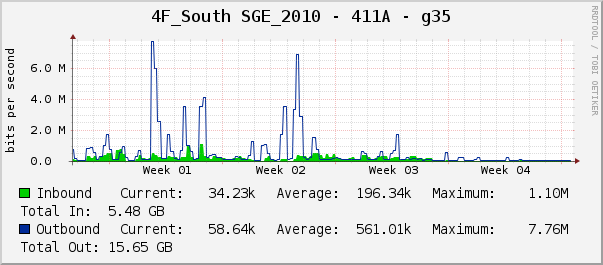 4F_South SGE_2010 - 411A - g35
RRDTOOL / TOBI OETIKER
bits per second
6.0 M
4.0 M
2.0 M
0.0
Week 01 Week 02 Week 03 Week 04
Inbound Current: 34.23k Average: 196.34k Maximum: 1.10M
Total In: 5.48 GB
Outbound Current: 58.64k Average: 561.01k Maximum: 7.76M
Total Out: 15.65 GB